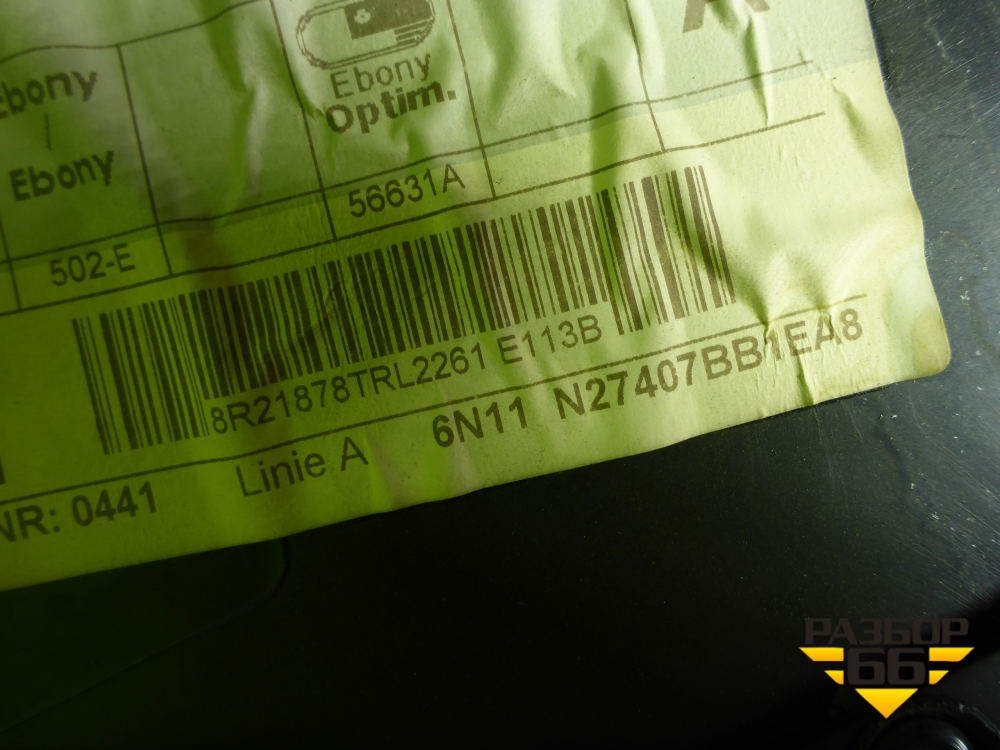 Ebony
Ebony
Optim.
Ebony
502-E
56631A
8R21878TRL2261 E113B
NR: 0441
Linie A
6N11 N27407BB1EA8
РАЗБОР
66